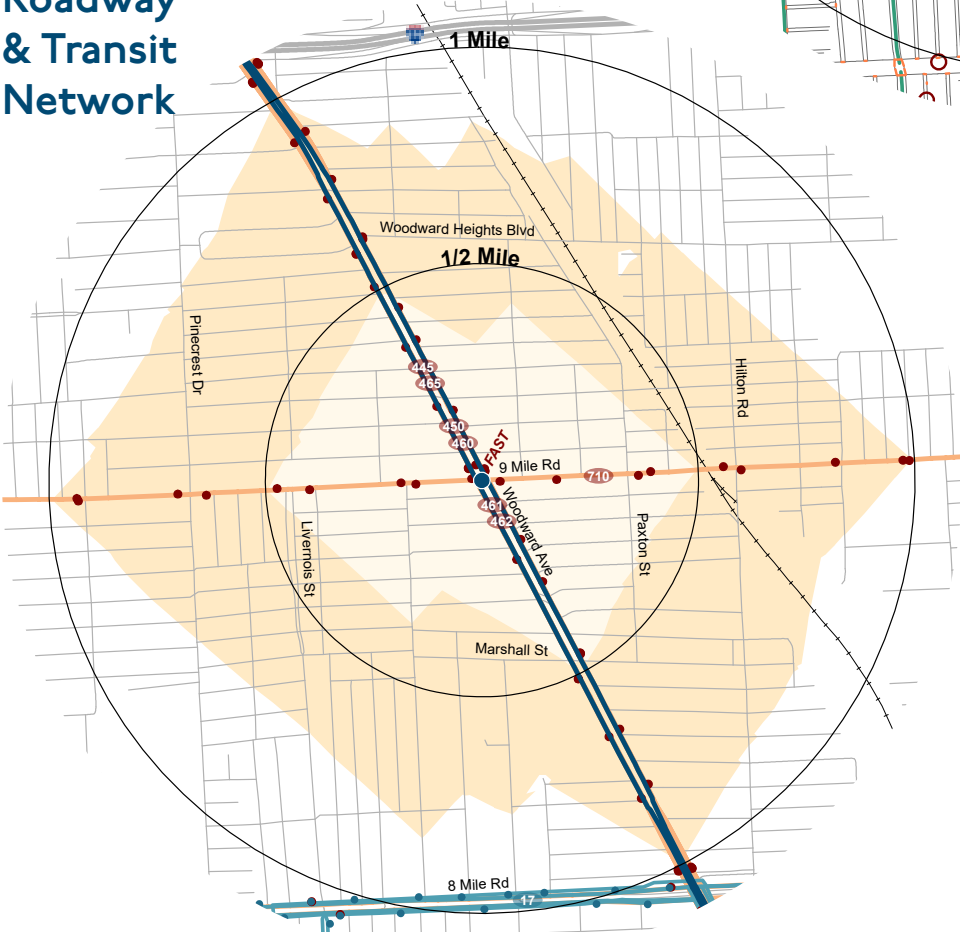 Roadway
& Transit
Network
1 Mile
Woodward Heights Blvd
1/2 Mile
Pinecrest Dr
Hilton Rd
445
465
450
460
FAST
9 Mile Rd
710
461
462
Woodward Ave
Livernois St
Paxton St
Marshall St
8 Mile Rd
17